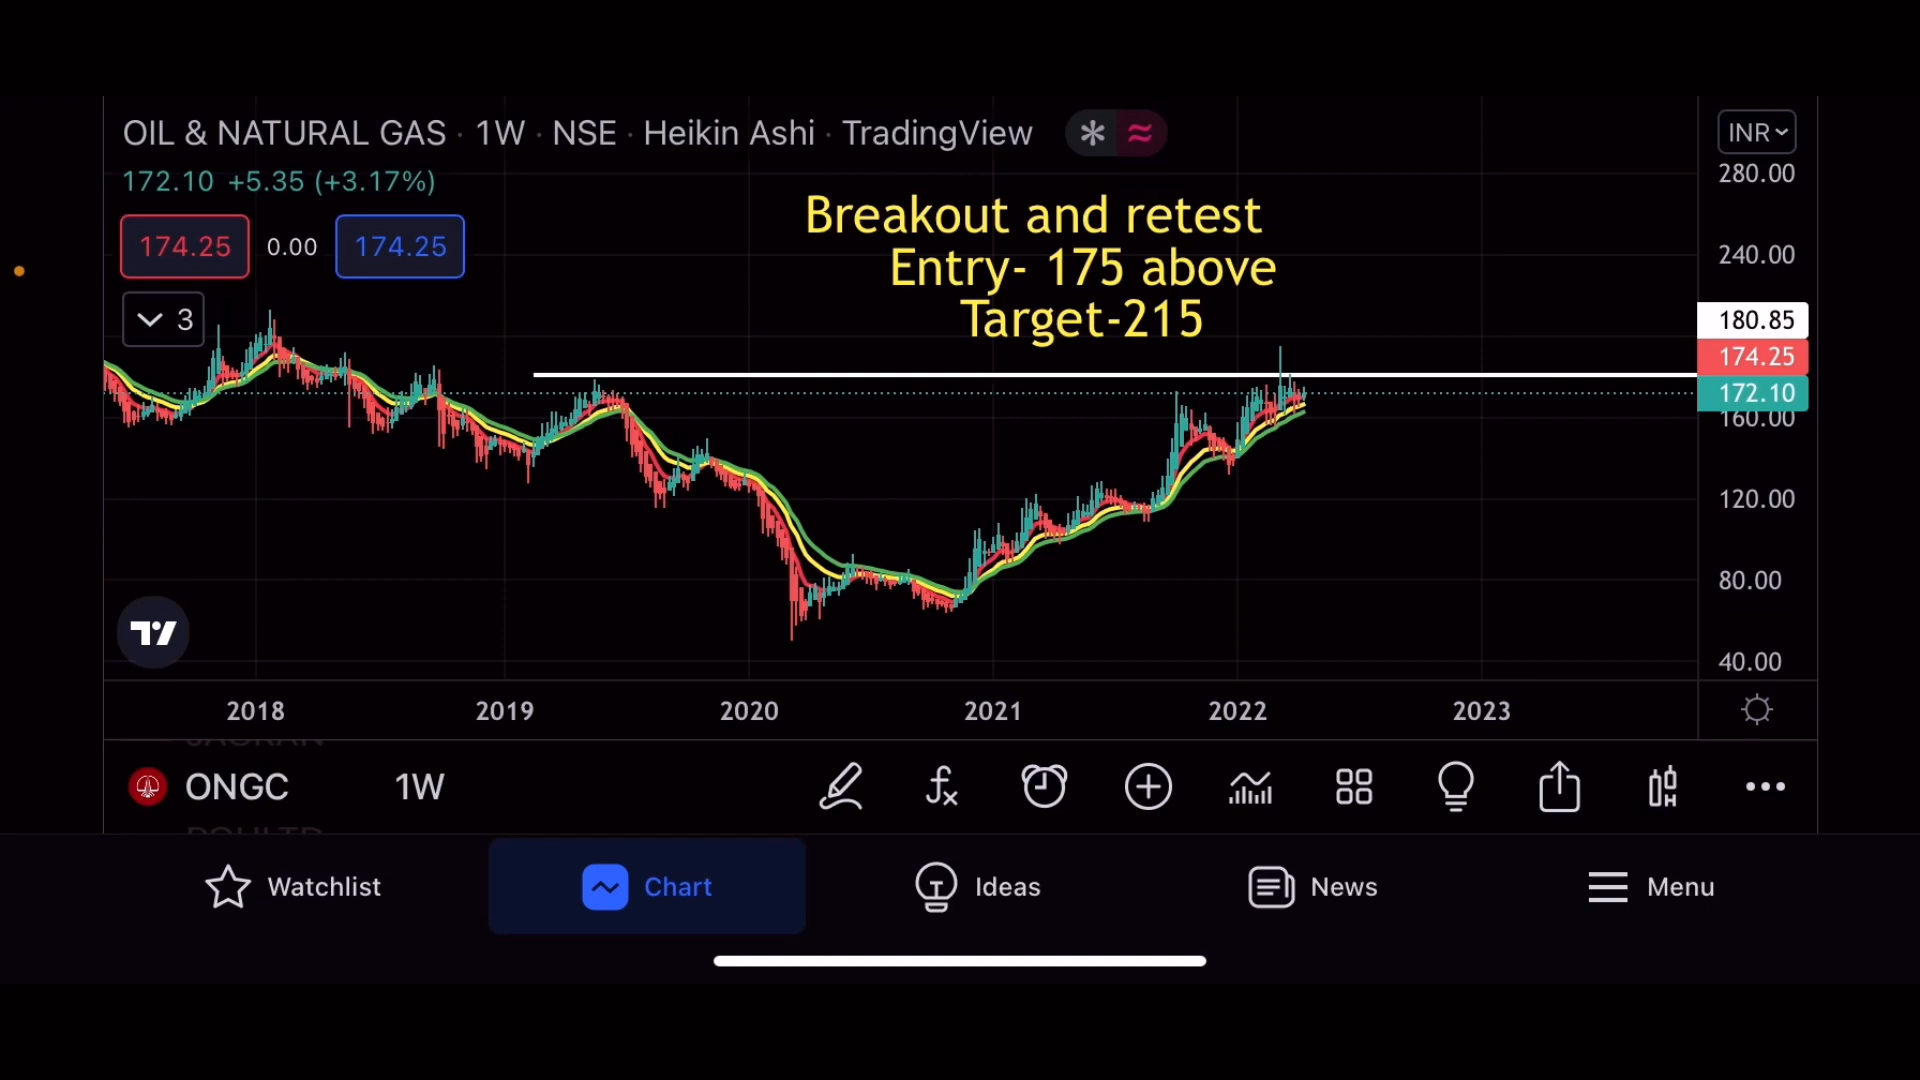 OIL & NATURAL GAS · 1W · NSE · Heikin Ashi · TradingView
INR
172.10 +5.35 (+3.17%)
280.00
Breakout and retest
174.25 0.00 174.25
240.00
Entry- 175 above
3
Target-215
180.85
174.25
172.10
160.00
120.00
80.00
40.00
2018 2019 2020 2021 2022 2023
ONGC 1W
Watchlist Chart Ideas News Menu